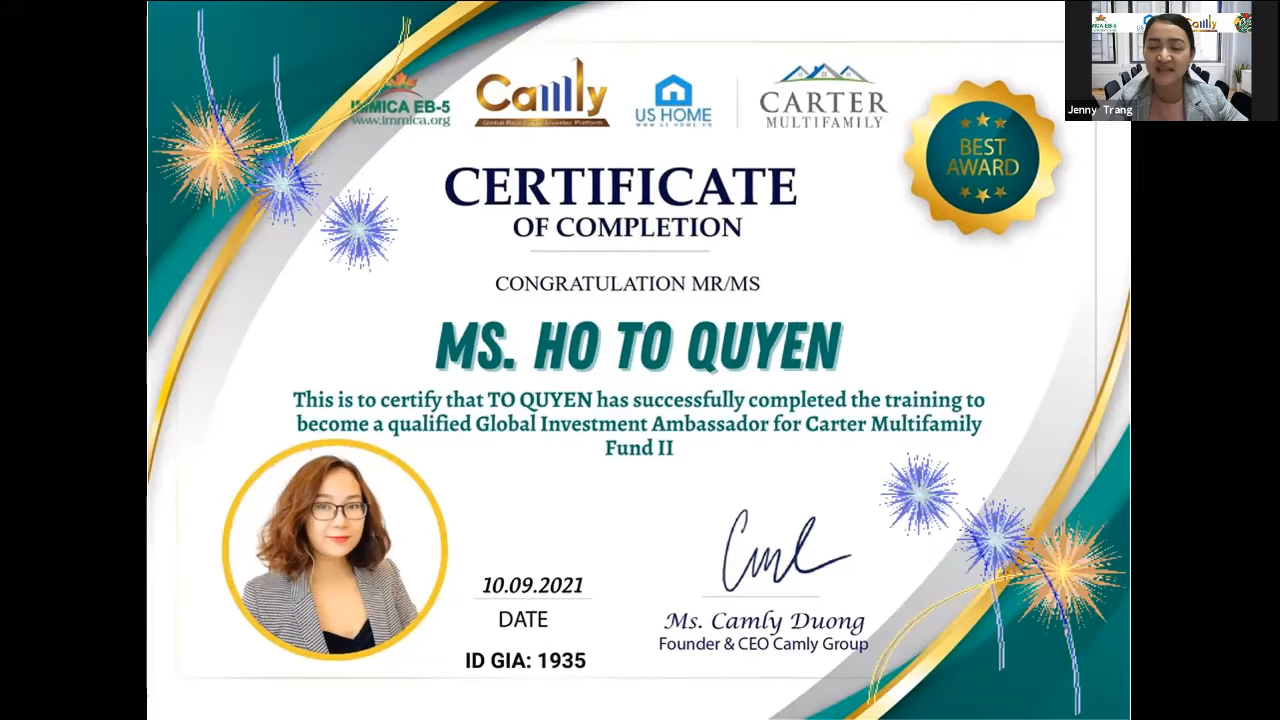 IMMICA EB-5
www.immica.org
Camlly
US HOME
CARTER
MULTIFAMILY
BEST
AWARD
CERTIFICATE
OF COMPLETION
CONGRATULATION MR/MS
MS. HO TO QUYEN
This is to certify that TO QUYEN has successfully completed the training to
become a qualified Global Investment Ambassador for Carter Multifamily
Fund II
10.09.2021
DATE
ID GIA: 1935
Ms. Camly Duong
Founder & CEO Camly Group
Jenny Trang